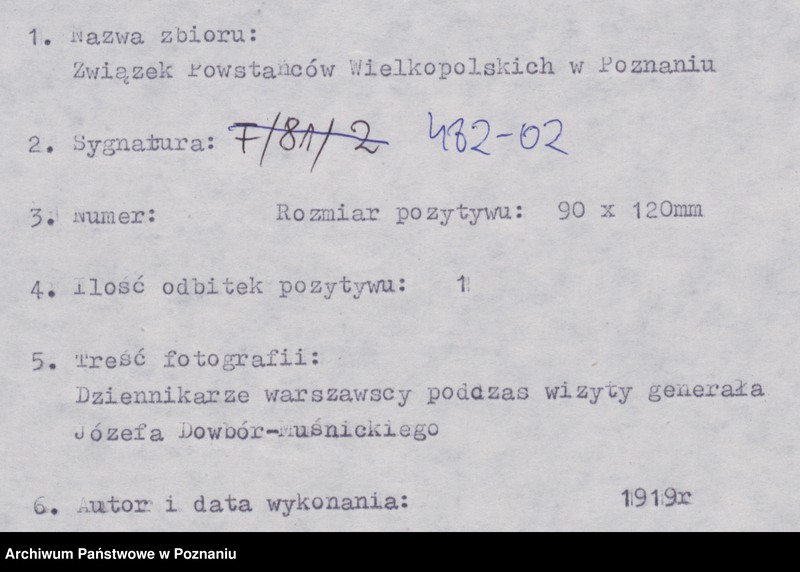 1. Nazwa zbioru:
Związek Powstańców Wielkopolskich w Poznaniu
2. Sygnatura: F/81/2 482-02
3. Numer: Rozmiar pozytywu: 90 x 120mm
4. Ilość odbitek pozytywu: 1
5. Treść fotografii:
Dziennikarze warszawscy podczas wizyty generała
Józefa Dowbór-Muśnickiego
6. Autor i data wykonania: 1919r
Archiwum Państwowe w Poznaniu